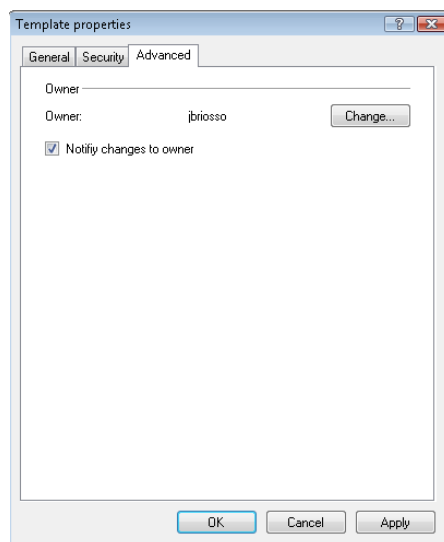 Template properties
General Security Advanced
Owner
Owner: jbriosso Change...
Notifiy changes to owner
OK Cancel Apply